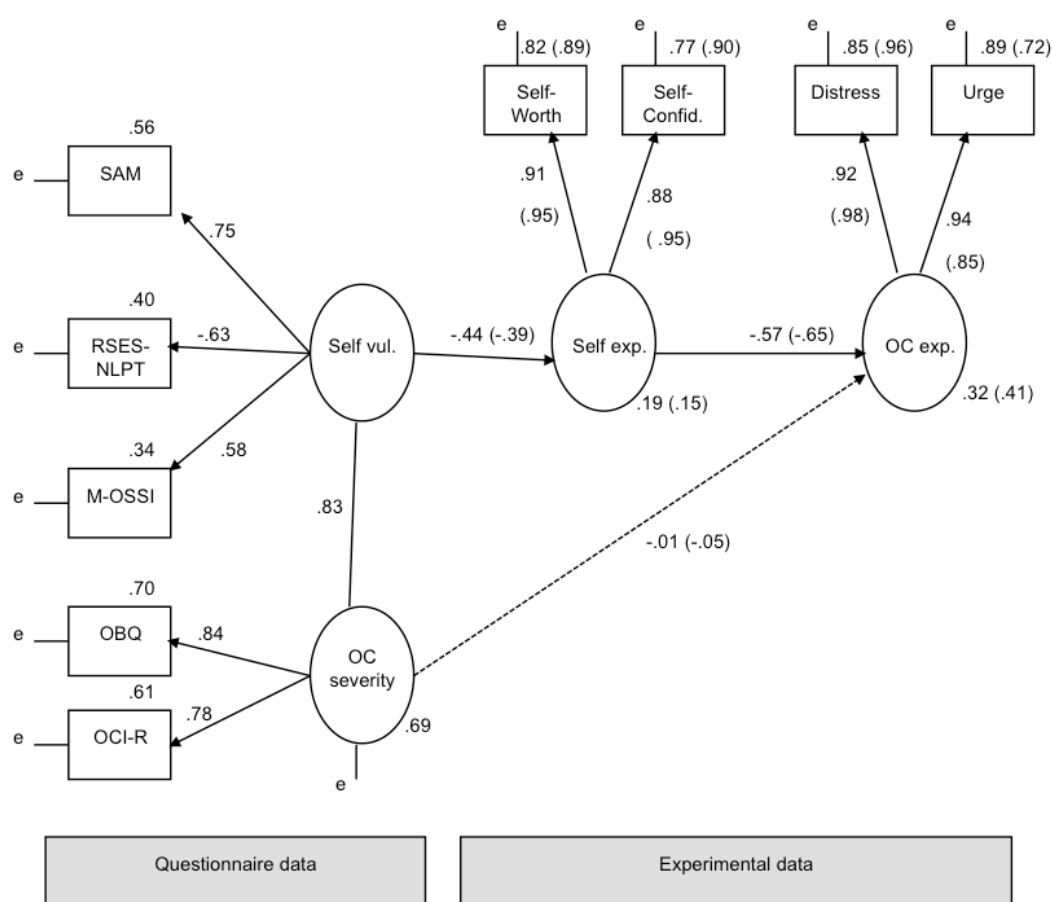 e
e
e
e
.82 (.89)
.77 (.90)
.85 (.96)
.89 (.72)
Self-
Worth
Self-
Confid.
Distress
Urge
.56
e
SAM
.91
(.95)
.88
( .95)
.92
(.98)
.94
(.85)
.75
.40
e
RSES-
NLPT
-.63
Self vul.
-.44 (-.39)
Self exp.
-.57 (-.65)
OC exp.
.19 (.15)
.32 (.41)
.34
.58
e
M-OSSI
.83
-.01 (-.05)
.70
e
OBQ
.84
OC
severity
.61
.78
.69
e
OCI-R
e
Questionnaire data
Experimental data